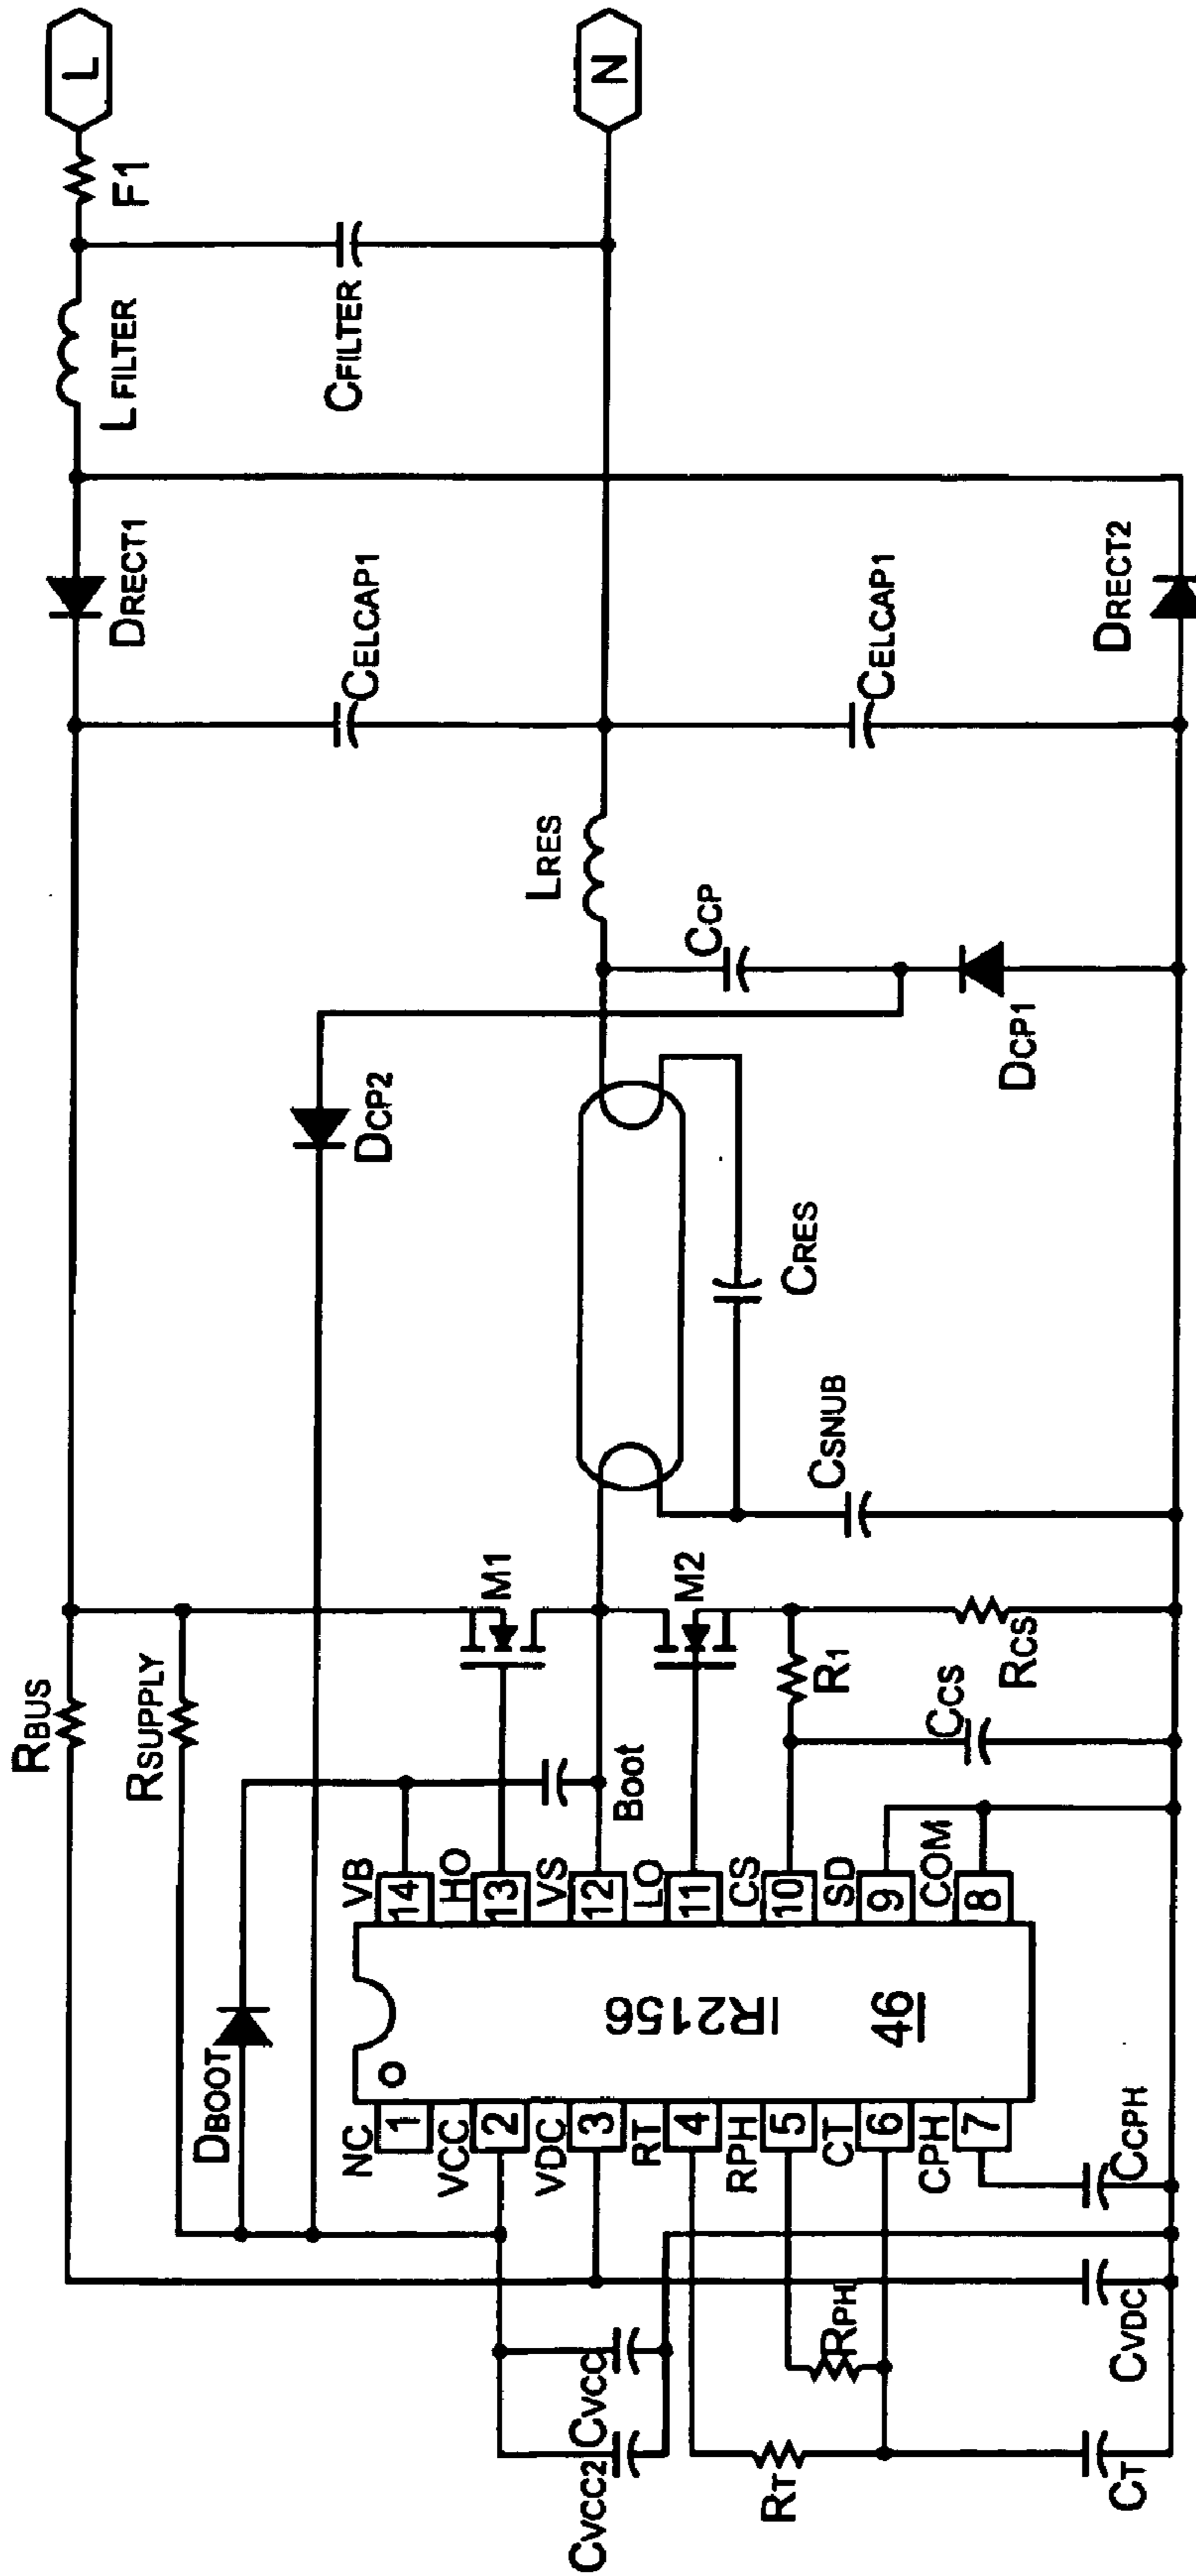 L
N
F1
LFILTER
CFILTER
DRECT1
CELCAP1
CELCAP1
DRECT2
LRES
CCP
DCP1
DCP2
CRES
CSNUB
M1
M2
RBUS
RSUPPLY
R1
RCS
CCS
BOOT
DBOOT
VB
14
HO
13
VS
12
LO
11
CS
10
SD
9
COM
8
IR2156
46
NC
1
VCC
2
VDC
3
RT
4
RPH
5
CT
6
CPH
7
CCPH
RPH
CVDC
CVCC
CVCC2
RT
CT